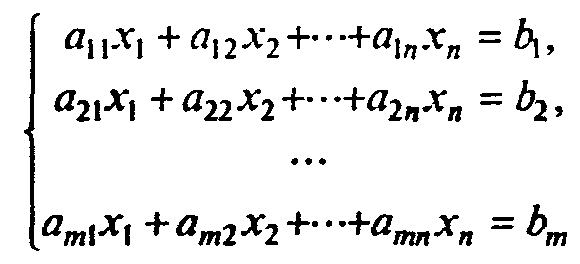 a₁₁x₁ + a₁₂x₂ +···+ a₁ₙxₙ = b₁,
a₂₁x₁ + a₂₂x₂ +···+ a₂ₙxₙ = b₂,
...
aₘ₁x₁ + aₘ₂x₂ +···+ aₘₙxₙ = bₘ